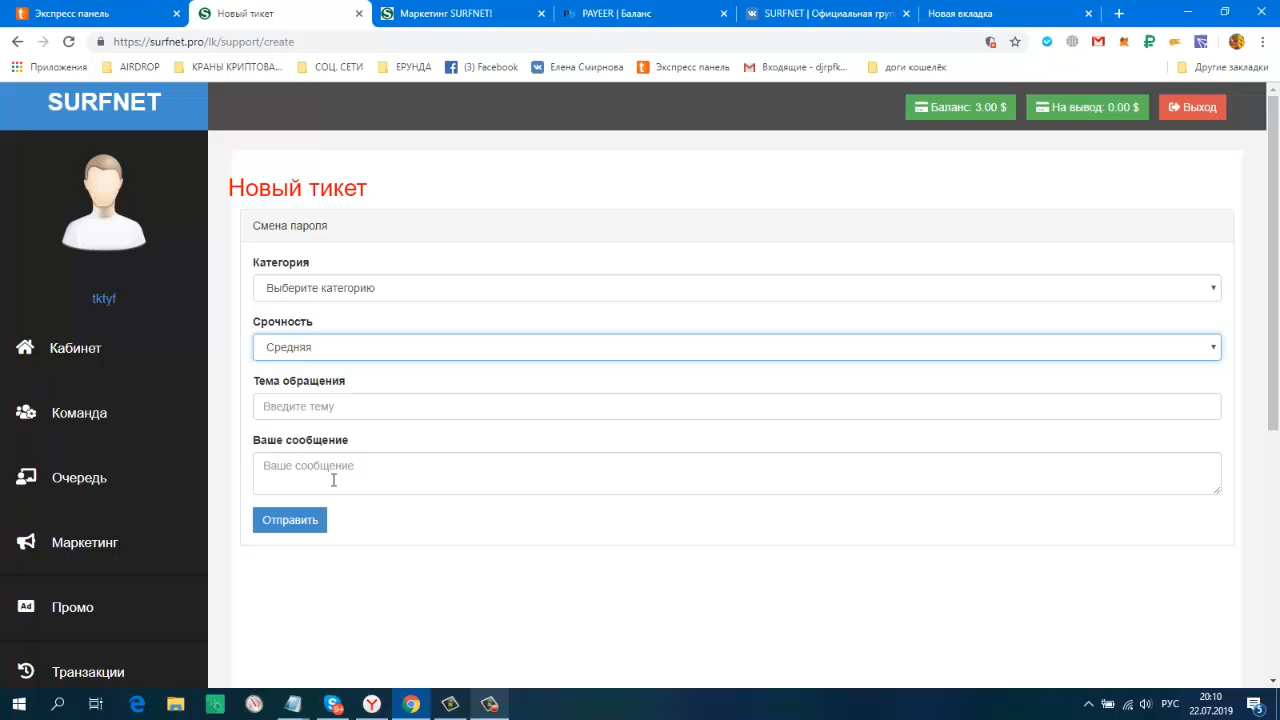 Экспресс панель
Новый тикет
Маркетинг SURFNET!
PAYEER | Баланс
SURFNET | Официальная груп
Новая вкладка
https://surfnet.pro/lk/support/create
Приложения
AIRDROP
КРАНЫ КРИПТОВА...
СОЦ. СЕТИ
ЕРУНДА
(3) Facebook
Елена Смирнова
Экспресс панель
Входящие - djrpfk...
доги кошелёк
Другие закладки
SURFNET
Баланс: 3.00 $
На вывод: 0.00 $
Выход
tktyf
Кабинет
Команда
Очередь
Маркетинг
Ad Промо
Транзакции
Новый тикет
Смена пароля
Категория
Выберите категорию
Срочность
Средняя
Тема обращения
Введите тему
Ваше сообщение
Ваше сообщение
Отправить
РУС
20:10
22.07.2019
5